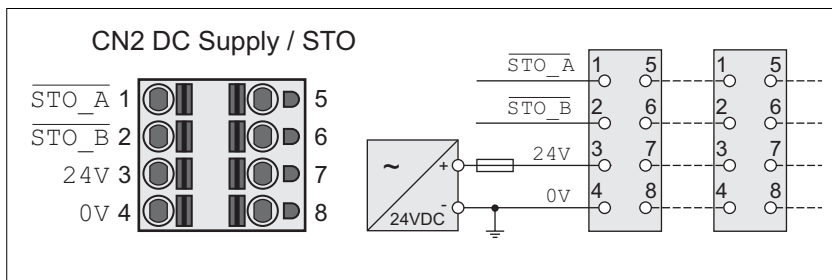 CN2 DC Supply / STO
STO_A 1 5
STO_B 2 6
24V 3 7
0V 4 8
STO_A 1 5 1 5
STO_B 2 6 2 6
~ + 24V 3 7 3 7
- 0V 4 8 4 8
24VDC